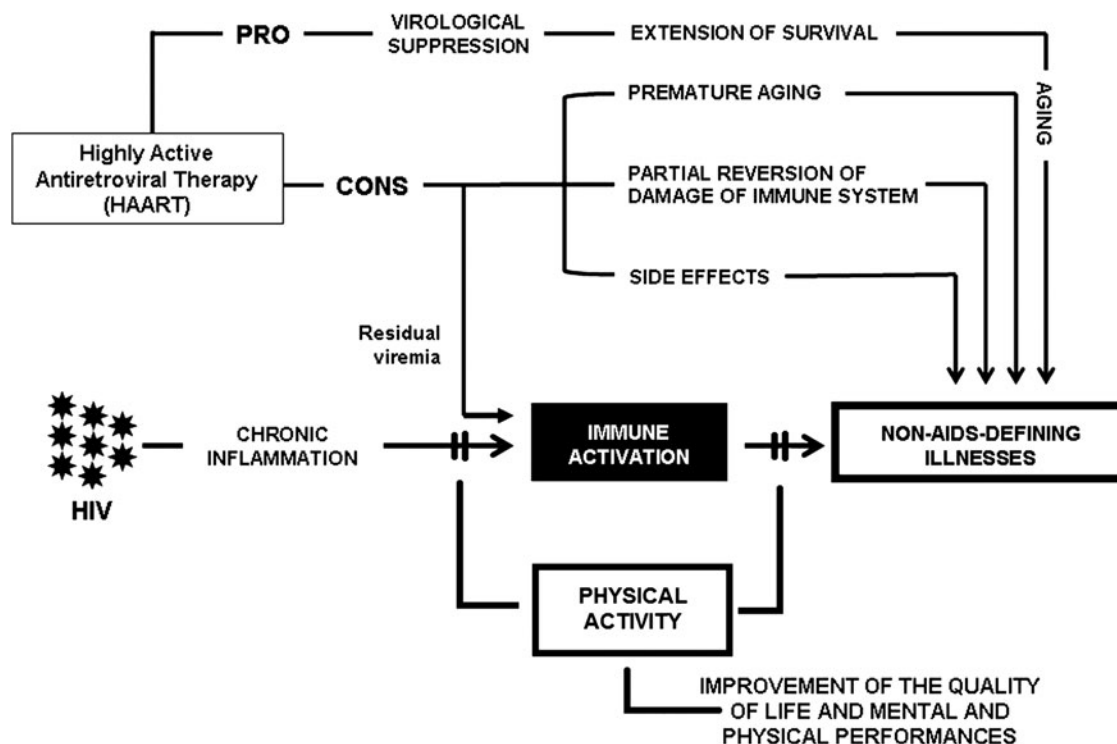 PRO
VIROLOGICAL
SUPPRESSION
EXTENSION OF SURVIVAL
AGING
PREMATURE AGING
Highly Active
Antiretroviral Therapy
(HAART)
CONS
PARTIAL REVERSION OF
DAMAGE OF IMMUNE SYSTEM
SIDE EFFECTS
Residual
viremia
HIV
CHRONIC
INFLAMMATION
IMMUNE
ACTIVATION
NON-AIDS-DEFINING
ILLNESSES
PHYSICAL
ACTIVITY
IMPROVEMENT OF THE QUALITY
OF LIFE AND MENTAL AND
PHYSICAL PERFORMANCES